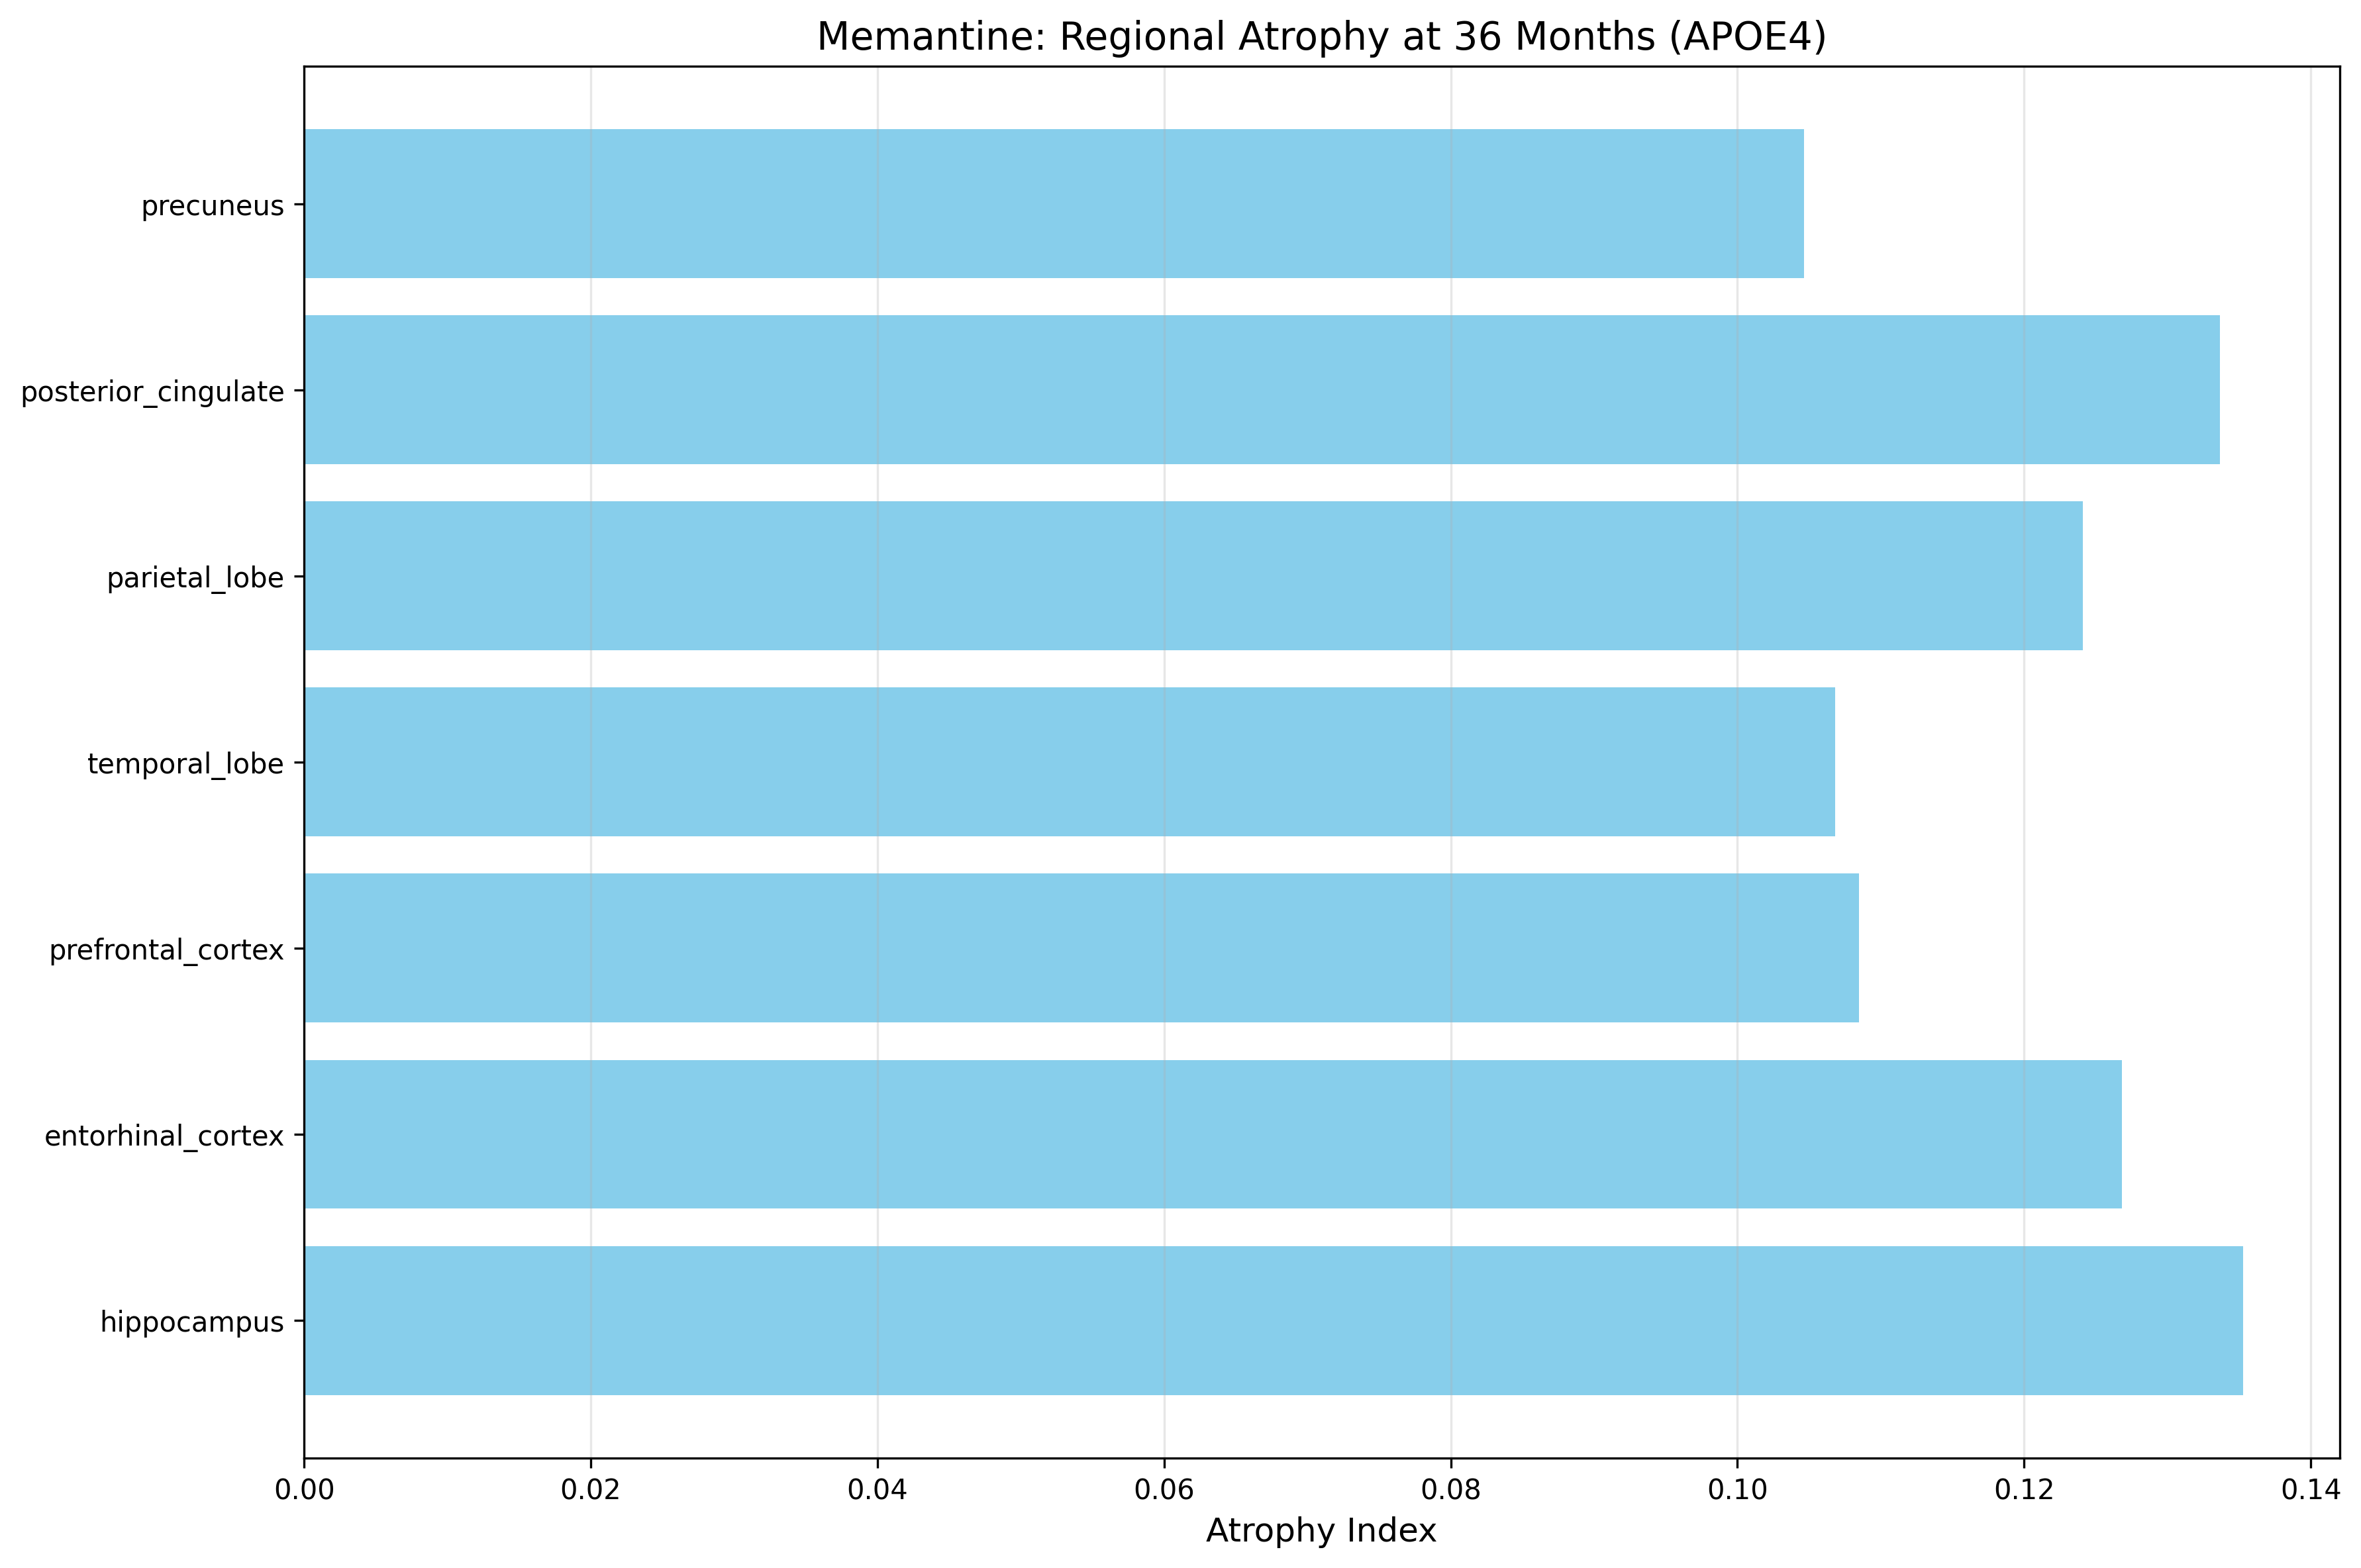 Memantine: Regional Atrophy at 36 Months (APOE4)
precuneus
posterior_cingulate
parietal_lobe
temporal_lobe
prefrontal_cortex
entorhinal_cortex
hippocampus
0.00 0.02 0.04 0.06 0.08 0.10 0.12 0.14
Atrophy Index